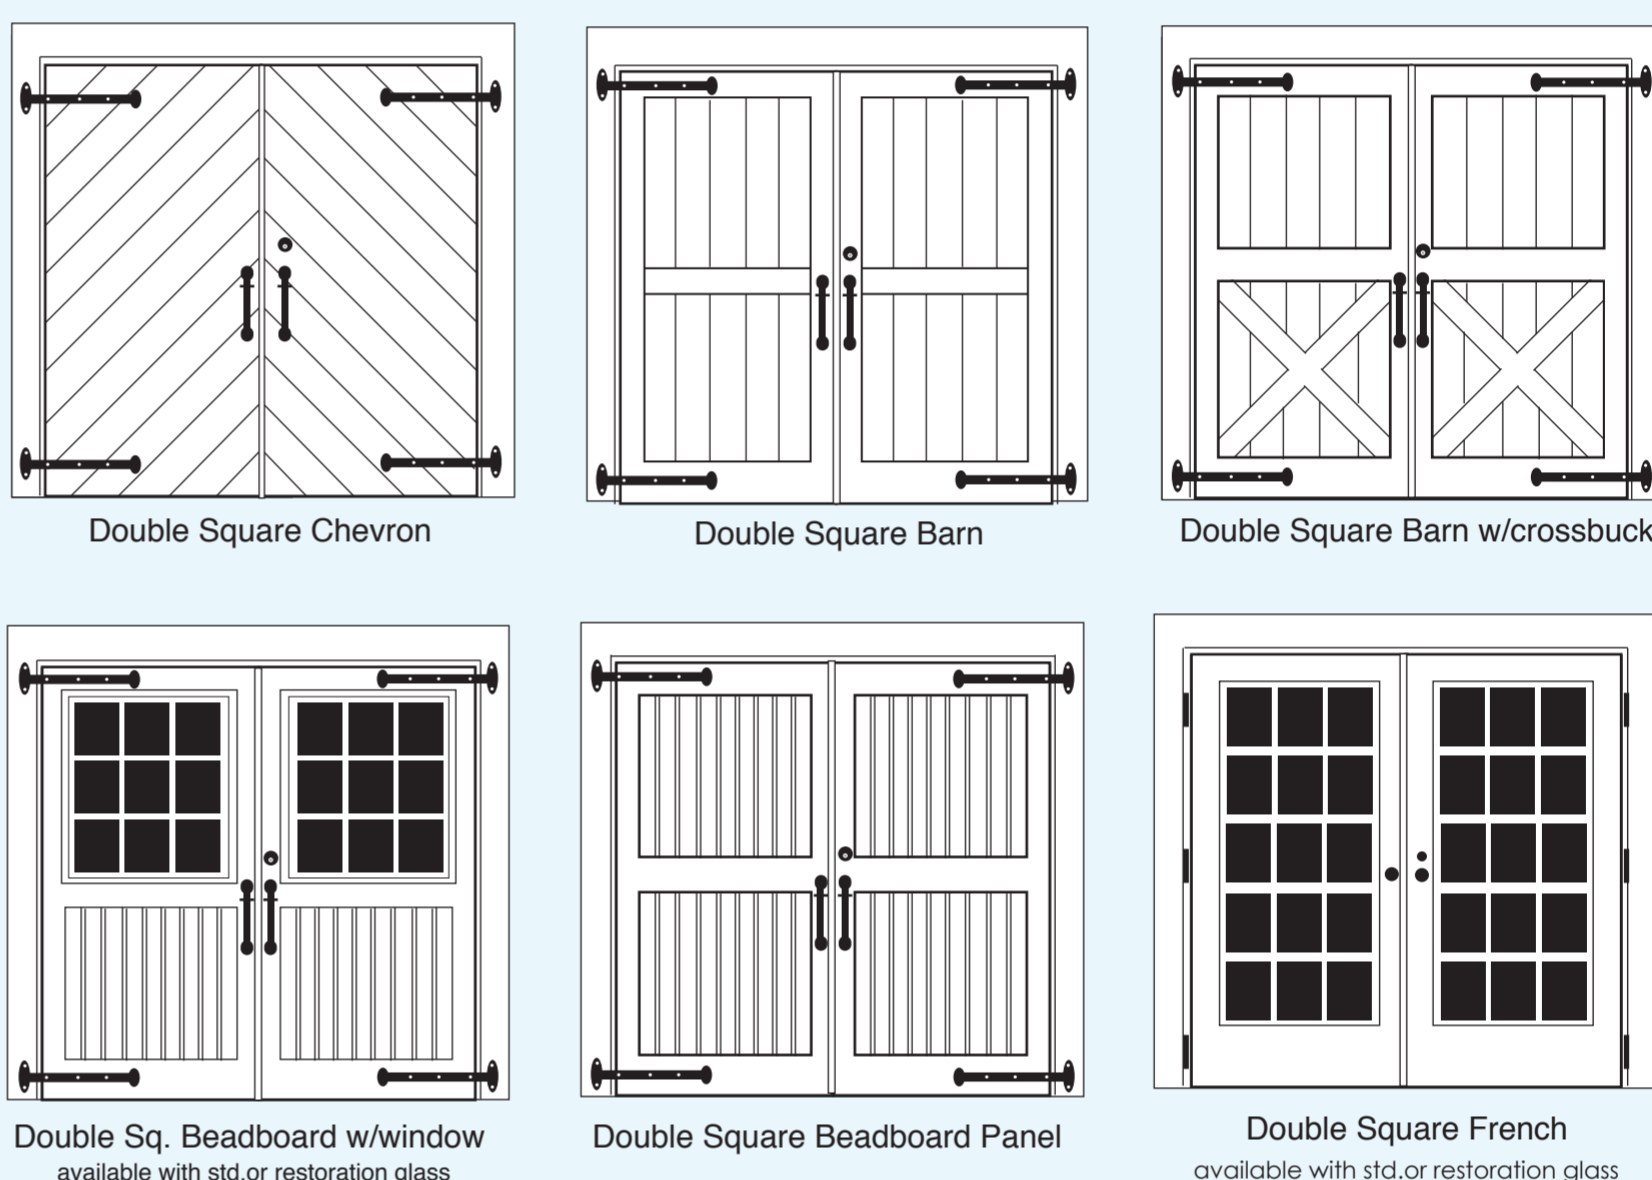 Double Square Chevron
Double Square Barn
Double Square Barn w/crossbuck
Double Sq. Beadboard w/window
available with std.or restoration glass
Double Square Beadboard Panel
Double Square French
available with std.or restoration glass